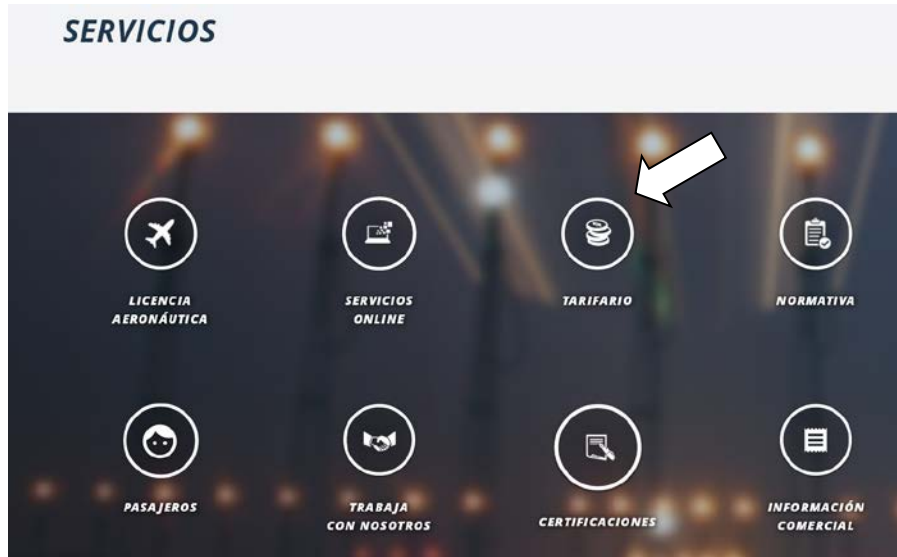 SERVICIOS
LICENCIA
AERONÁUTICA
SERVICIOS
ONLINE
TARIFARIO
NORMATIVA
PASAJEROS
TRABAJA
CON NOSOTROS
CERTIFICACIONES
INFORMACIÓN
COMERCIAL